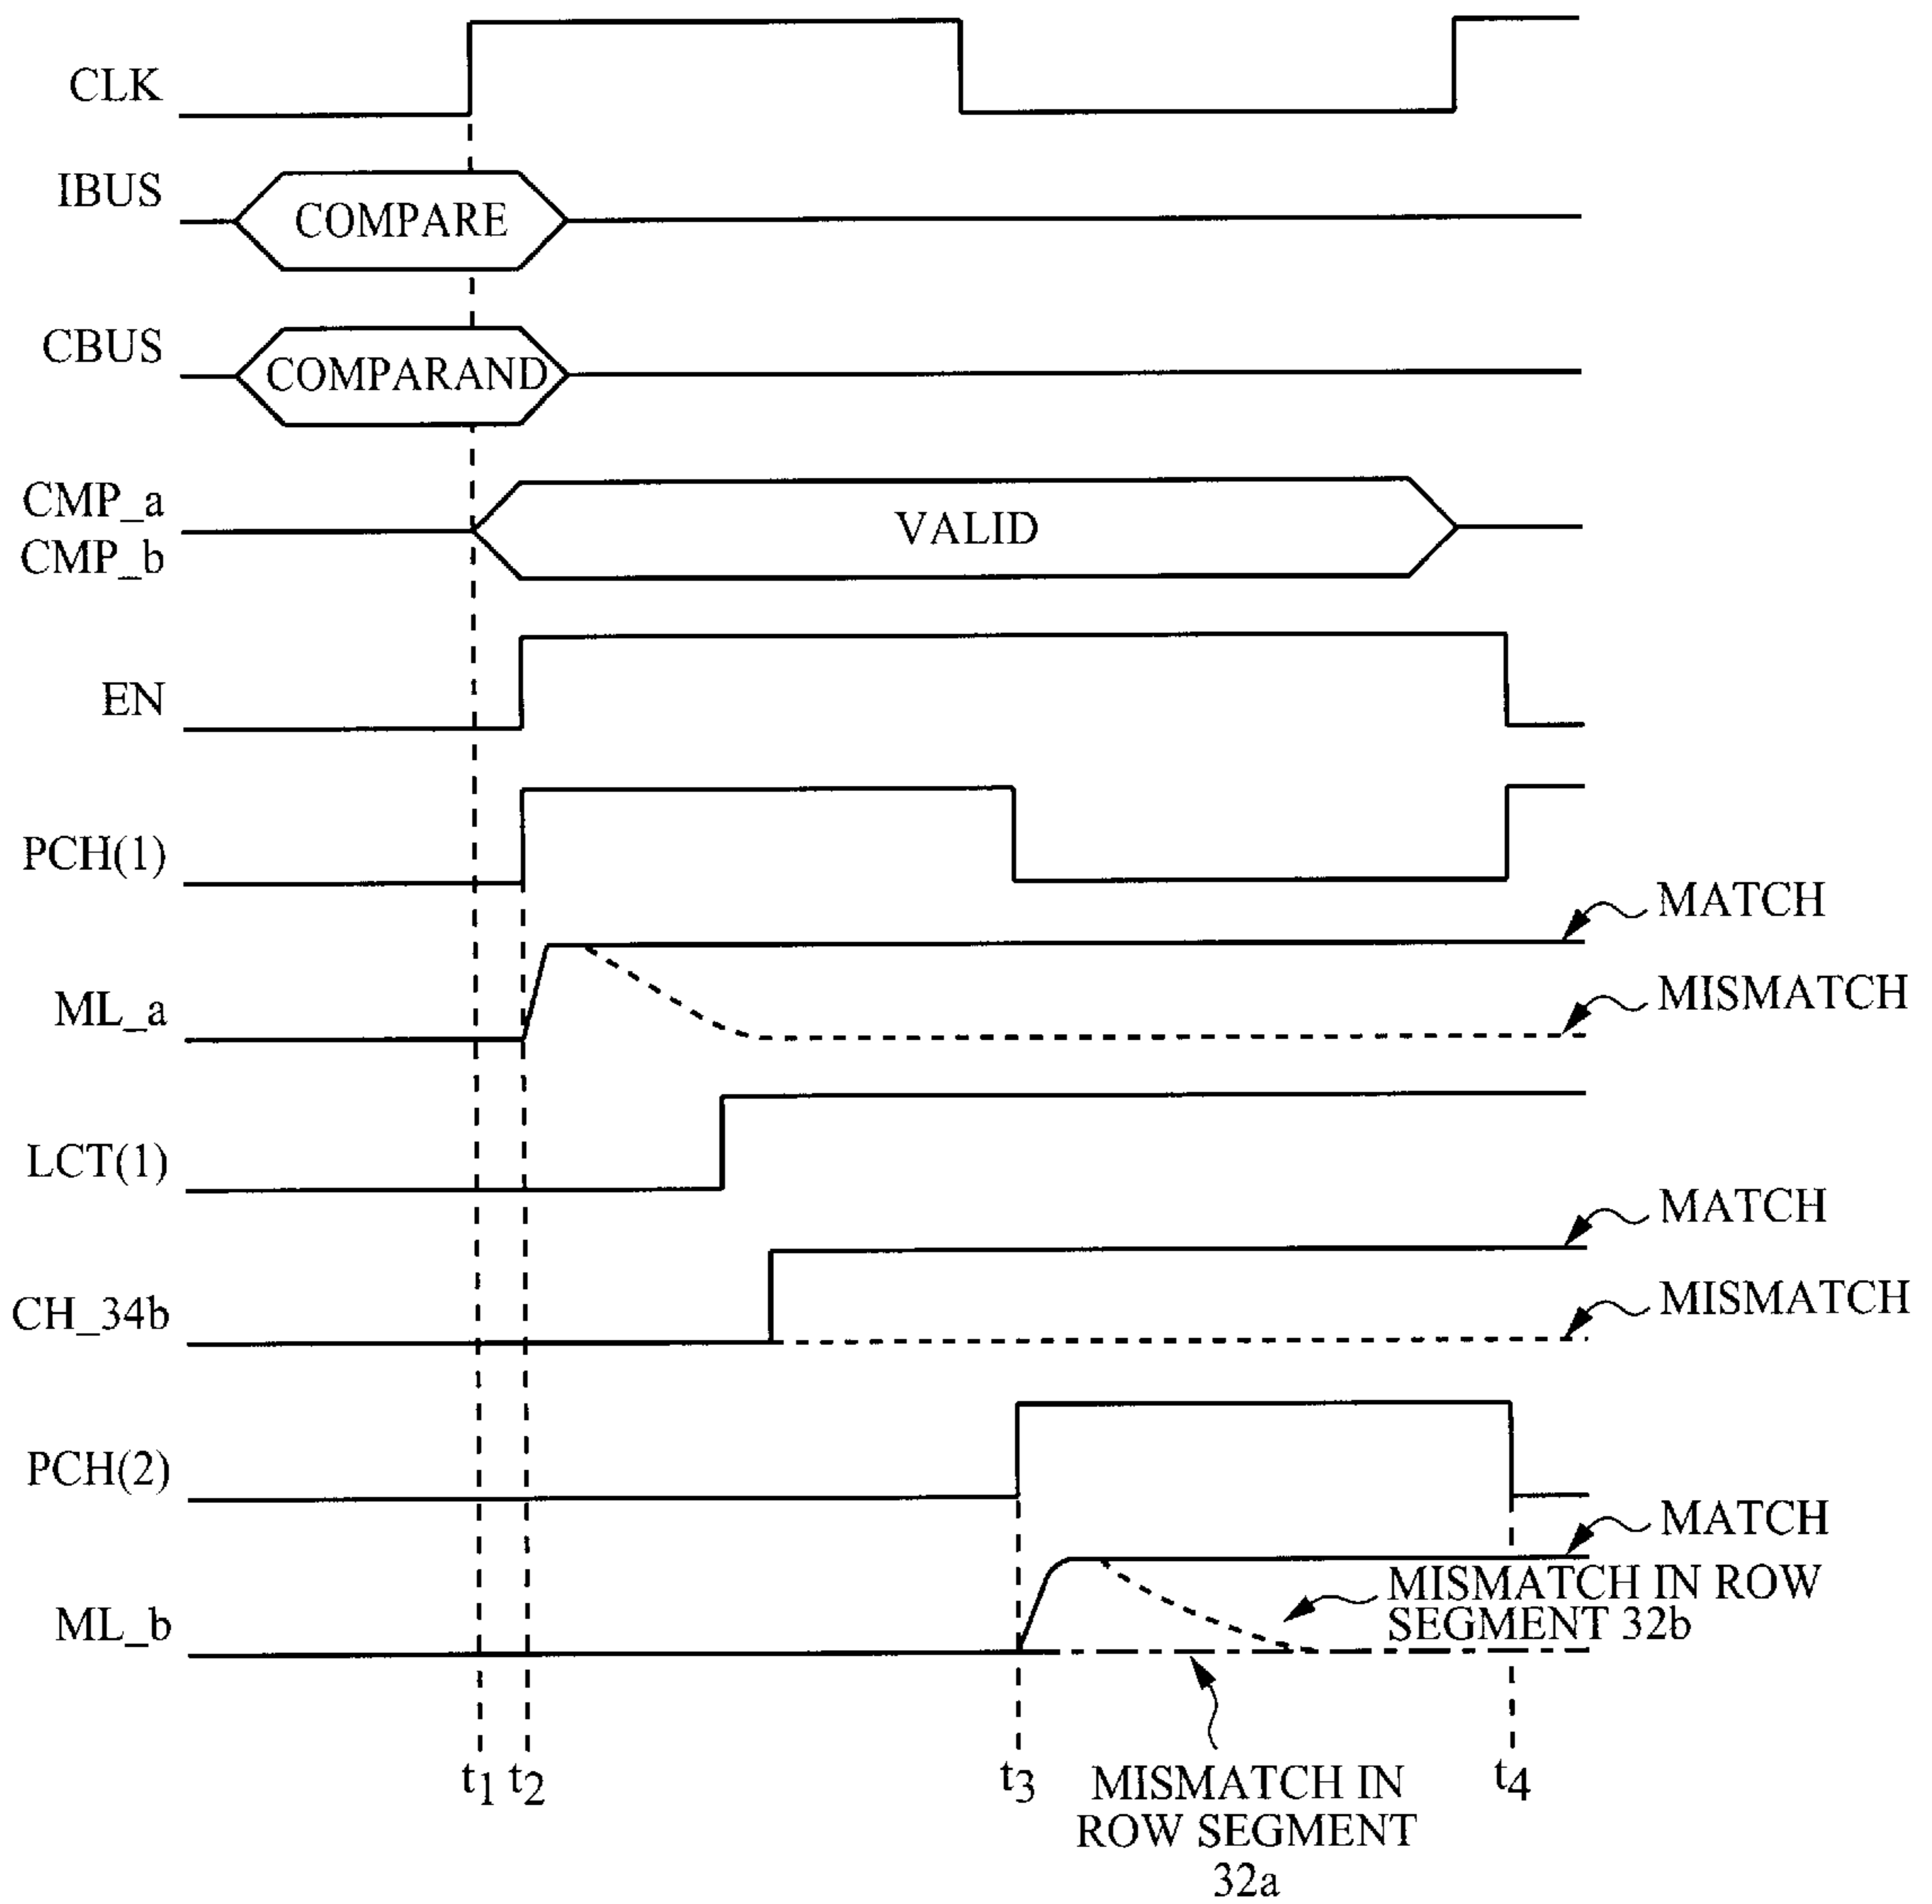 CLK
IBUS
COMPARE
CBUS
COMPARAND
CMP_a
CMP_b
VALID
EN
PCH(1)
MATCH
ML_a
MISMATCH
LCT(1)
MATCH
CH_34b
MISMATCH
PCH(2)
MATCH
MISMATCH IN ROW
SEGMENT 32b
ML_b
t1 t2 t3 t4
MISMATCH IN
ROW SEGMENT
32a